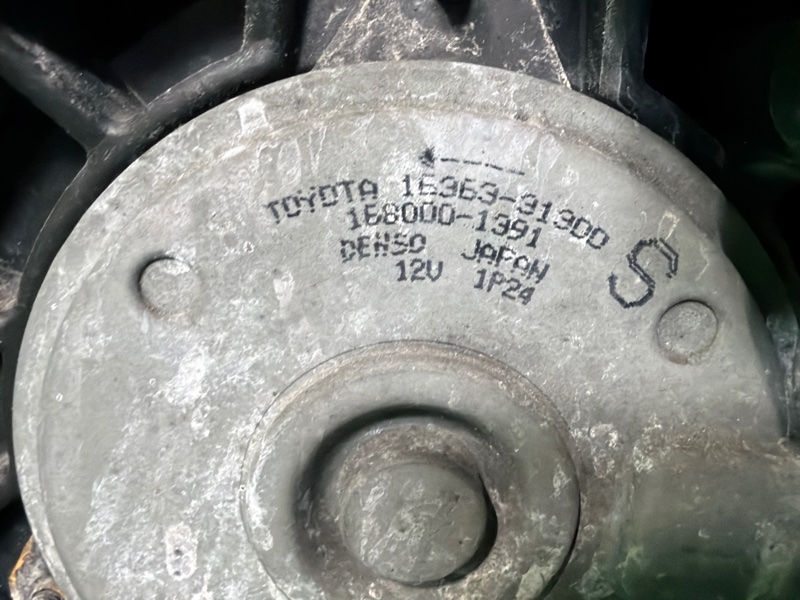 TOYOTA 16363-31300
168000-1391
DENSO JAPAN
12V 1P24
S